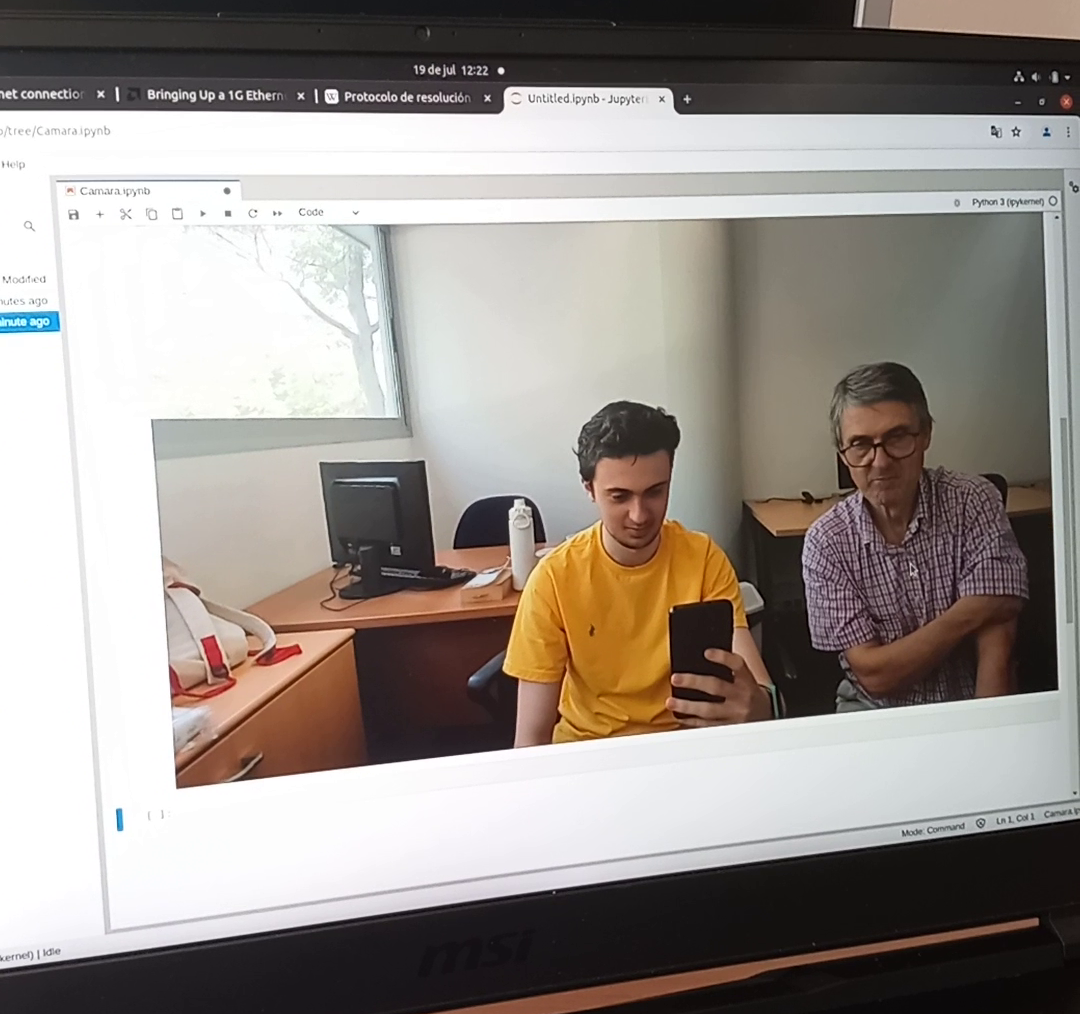 19 de jul 12:22
net connection
Bringing Up a 1G Ethern
W Protocolo de resolución
Untitled.ipynb - Jupyter
/tree/Camara.ipynb
Help
Camara.ipynb
Code
Python 3 (ipykernel)
Modified
nutes ago
minute ago
[ ]:
Mode: Command
Ln 1, Col 1
Camara.ip
kernel) | Idle
msi